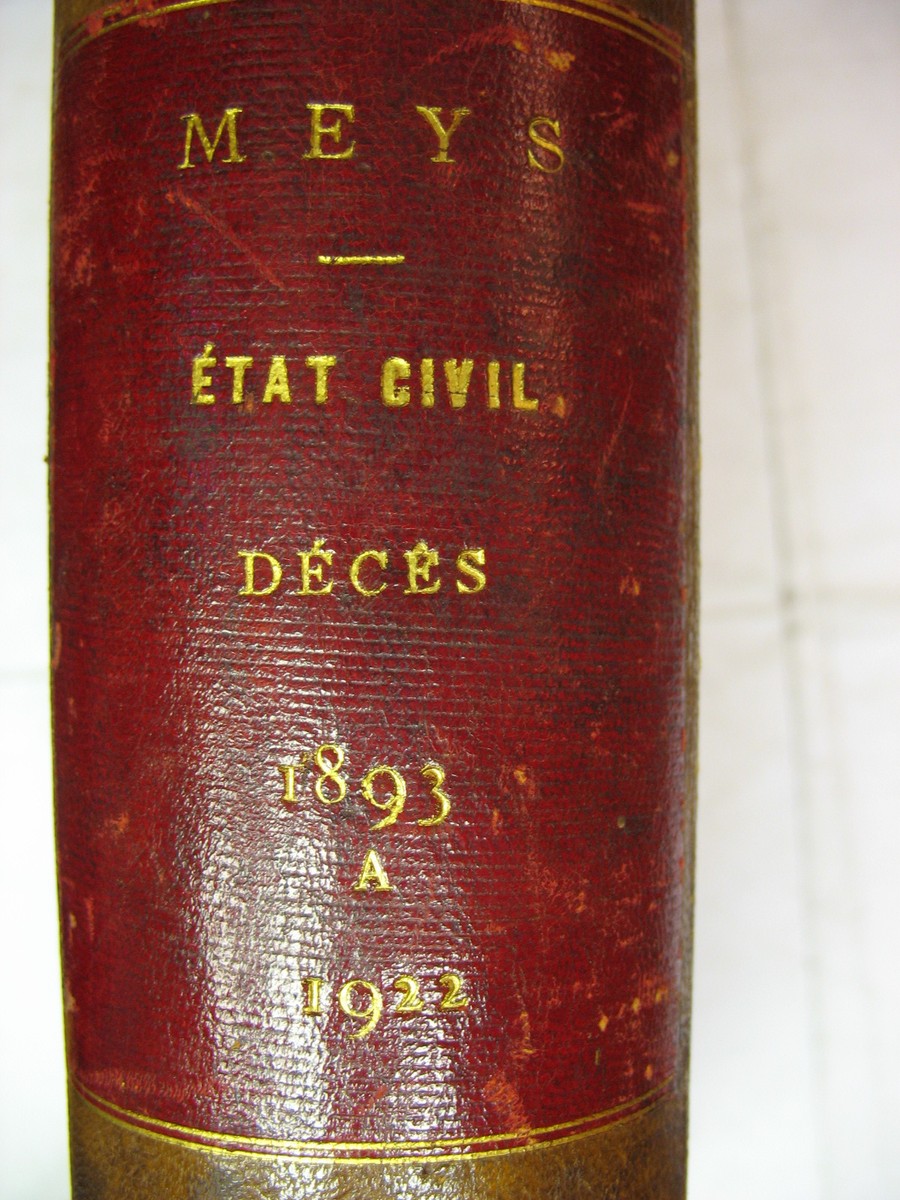 MEYS
ÉTAT CIVIL
DÉCÈS
1893
A
1922